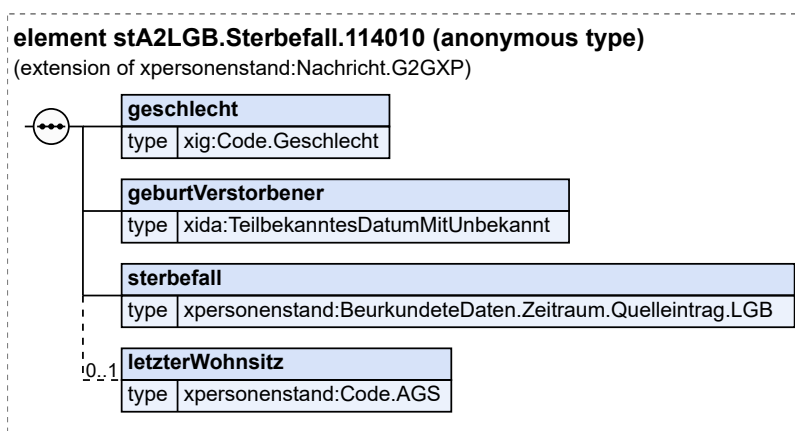 element stA2LGB.Sterbefall.114010 (anonymous type)
(extension of xpersonenstand:Nachricht.G2GXP)
geschlecht
type xig:Code.Geschlecht
geburtVerstorbener
type xida:TeilbekanntesDatumMitUnbekannt
sterbefall
type xpersonenstand:BeurkundeteDaten.Zeitraum.Quelleintrag.LGB
0..1 letzterWohnsitz
type xpersonenstand:Code.AGS